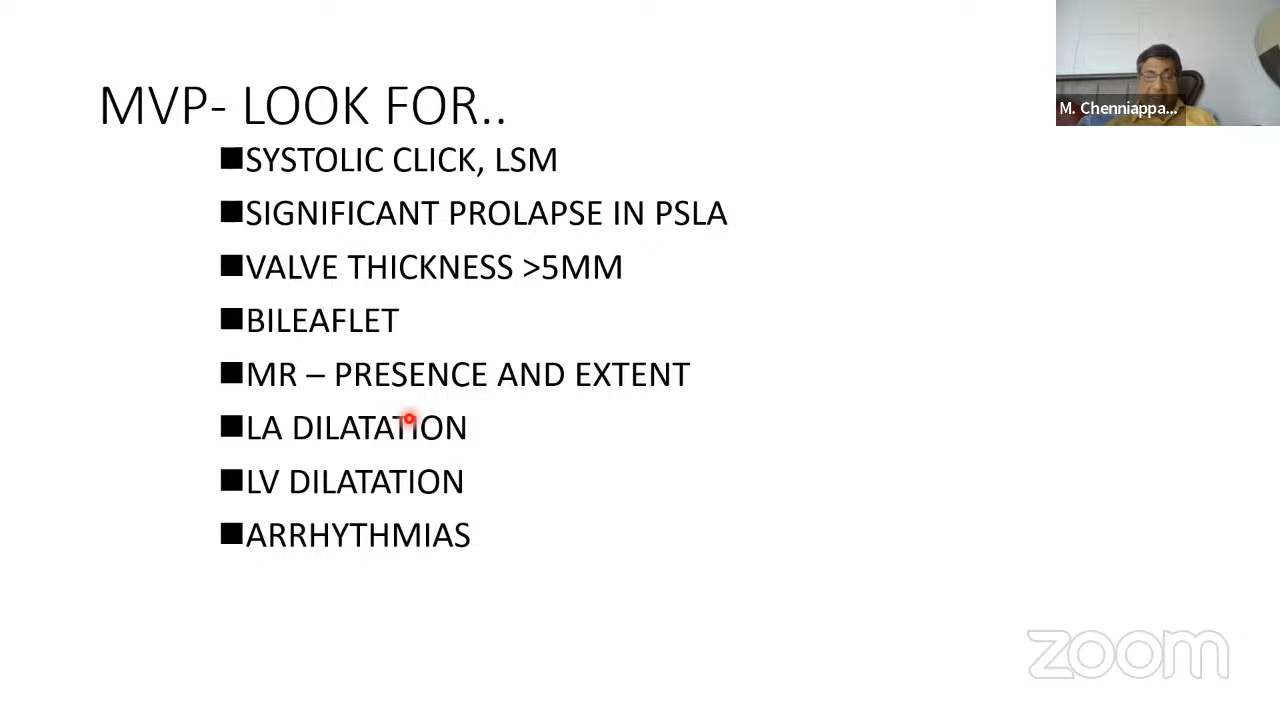 M. Chenniappa...
MVP- LOOK FOR..
■SYSTOLIC CLICK, LSM
■SIGNIFICANT PROLAPSE IN PSLA
■VALVE THICKNESS >5MM
■BILEAFLET
■MR – PRESENCE AND EXTENT
■LA DILATATION
■LV DILATATION
■ARRHYTHMIAS
zoom